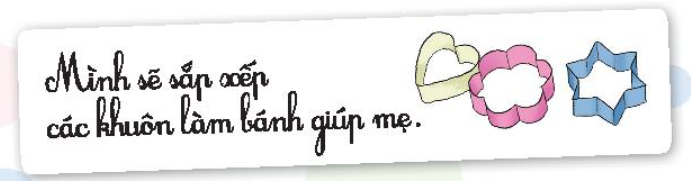 Mình sẽ sắp xếp
các khuôn làm bánh giúp mẹ.